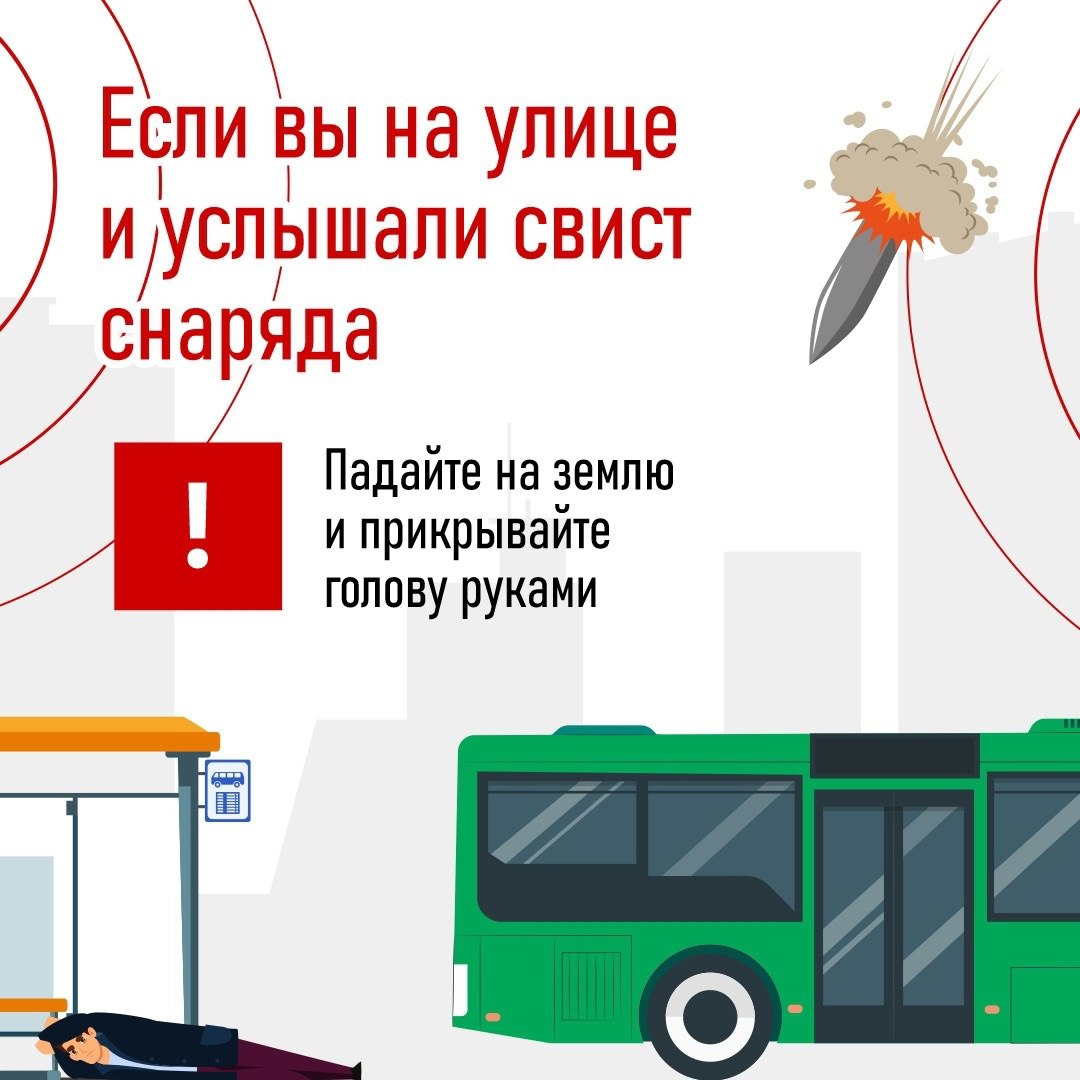 Если вы на улице
и услышали свист
снаряда
!
Падайте на землю
и прикрывайте
голову руками